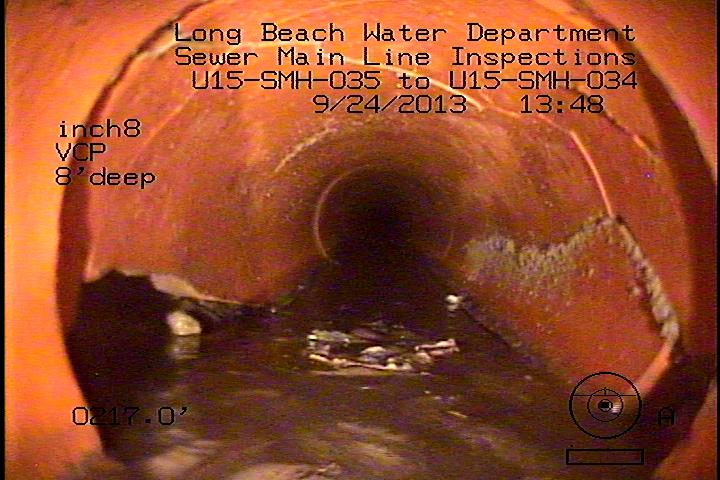 Long Beach Water Department
Sewer Main Line Inspections
U15-SMH-035 to U15-SMH-034
9/24/2013 13:48
inch8
VCP
8'deep
0217.0'
A